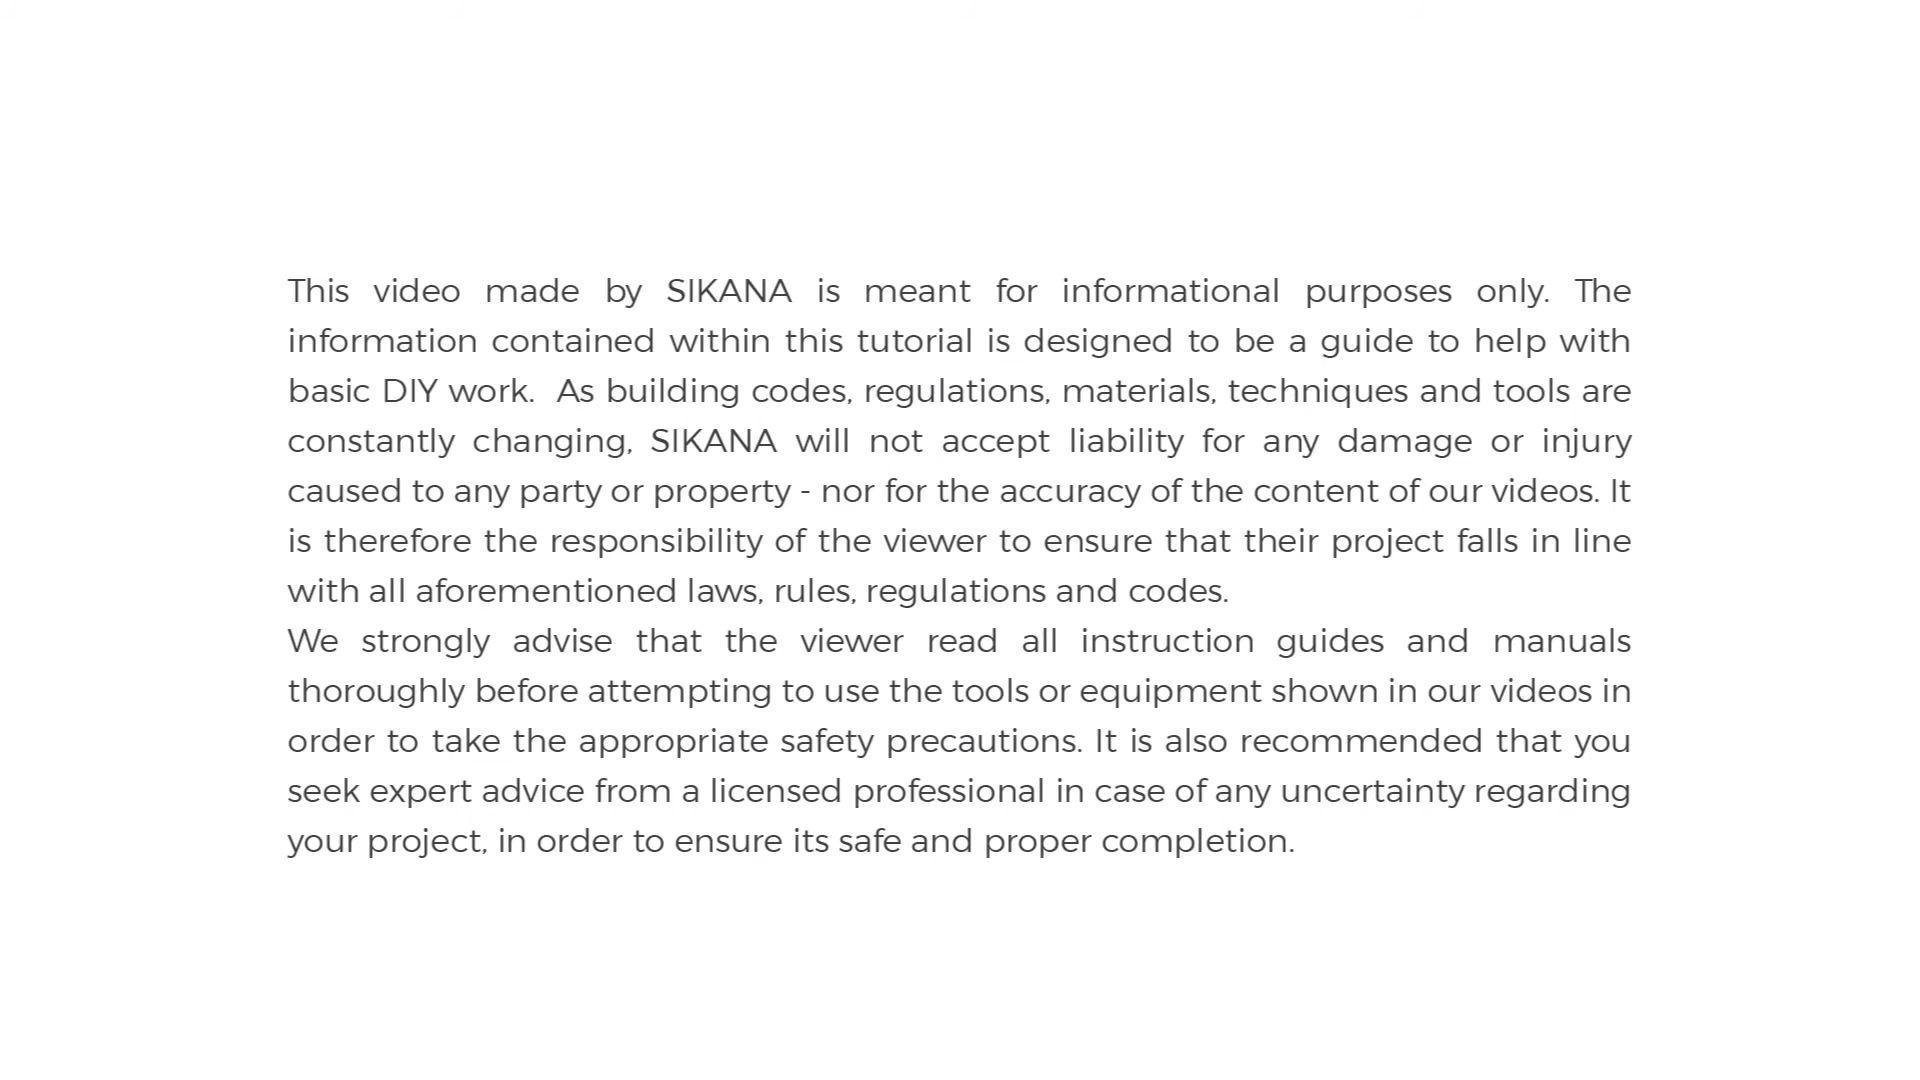 This video made by SIKANA is meant for informational purposes only. The
information contained within this tutorial is designed to be a guide to help with
basic DIY work.  As building codes, regulations, materials, techniques and tools are
constantly changing, SIKANA will not accept liability for any damage or injury
caused to any party or property - nor for the accuracy of the content of our videos. It
is therefore the responsibility of the viewer to ensure that their project falls in line
with all aforementioned laws, rules, regulations and codes.
We strongly advise that the viewer read all instruction guides and manuals
thoroughly before attempting to use the tools or equipment shown in our videos in
order to take the appropriate safety precautions. It is also recommended that you
seek expert advice from a licensed professional in case of any uncertainty regarding
your project, in order to ensure its safe and proper completion.